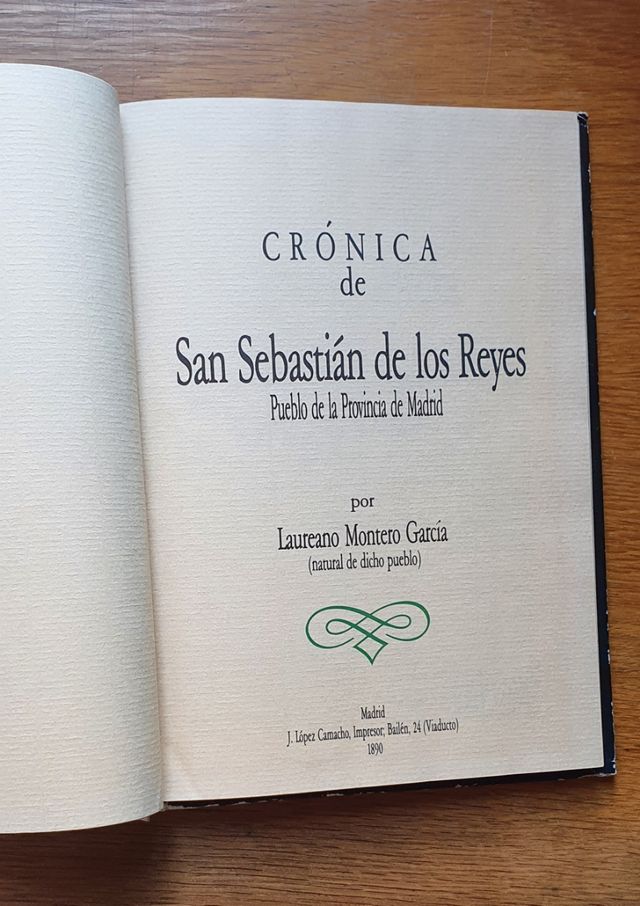 CRÓNICA
de
San Sebastián de los Reyes
Pueblo de la Provincia de Madrid
por
Laureano Montero García
(natural de dicho pueblo)
Madrid
J. López Camacho, Impresor; Bailén, 24 (Viaducto)
1890